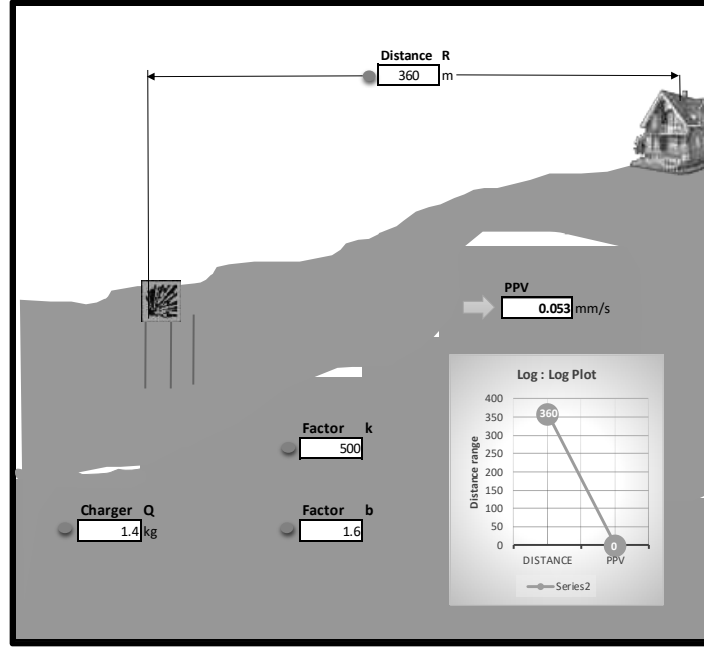 Distance R
360 m
PPV
0.053 mm/s
Log : Log Plot
400
350
300
250
200
150
100
50
0
Distance range
360
0
DISTANCE PPV
Series2
Factor k
500
Charger Q
1.4 kg
Factor b
1.6